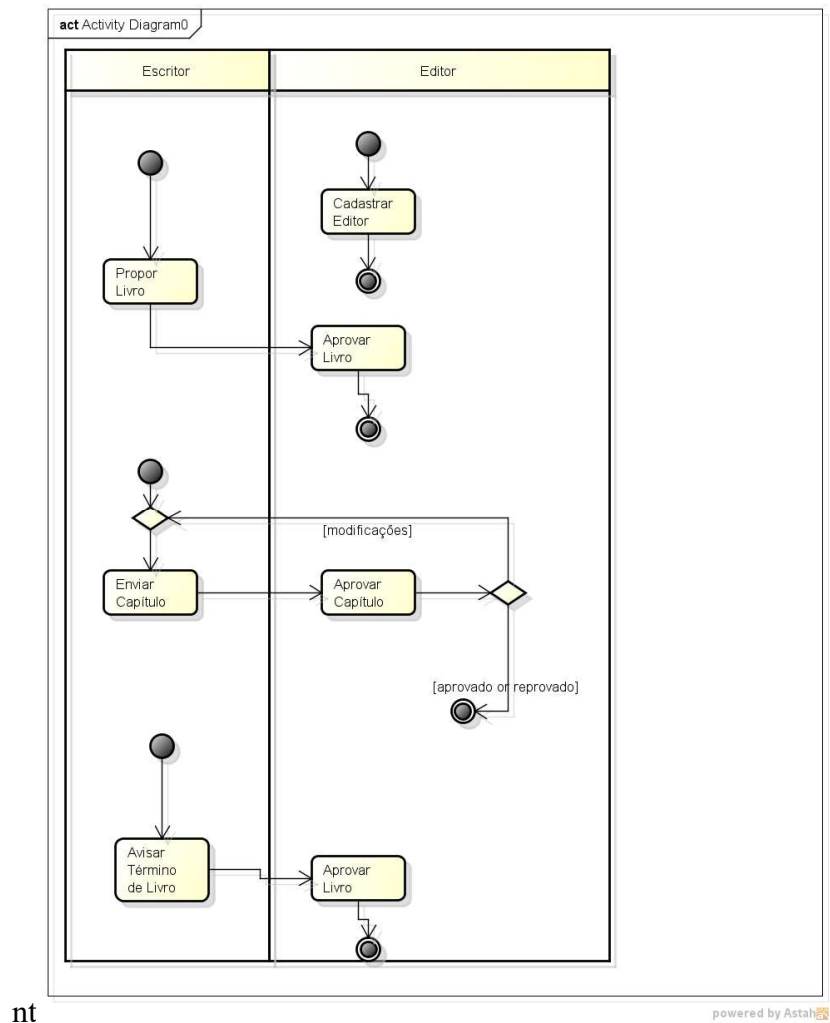 act Activity Diagram0
Escritor
Editor
Cadastrar
Editor
Propor
Livro
Aprovar
Livro
[modificações]
Enviar
Capítulo
Aprovar
Capítulo
[aprovado or reprovado]
Avisar
Término
de Livro
Aprovar
Livro
nt
powered by Astah